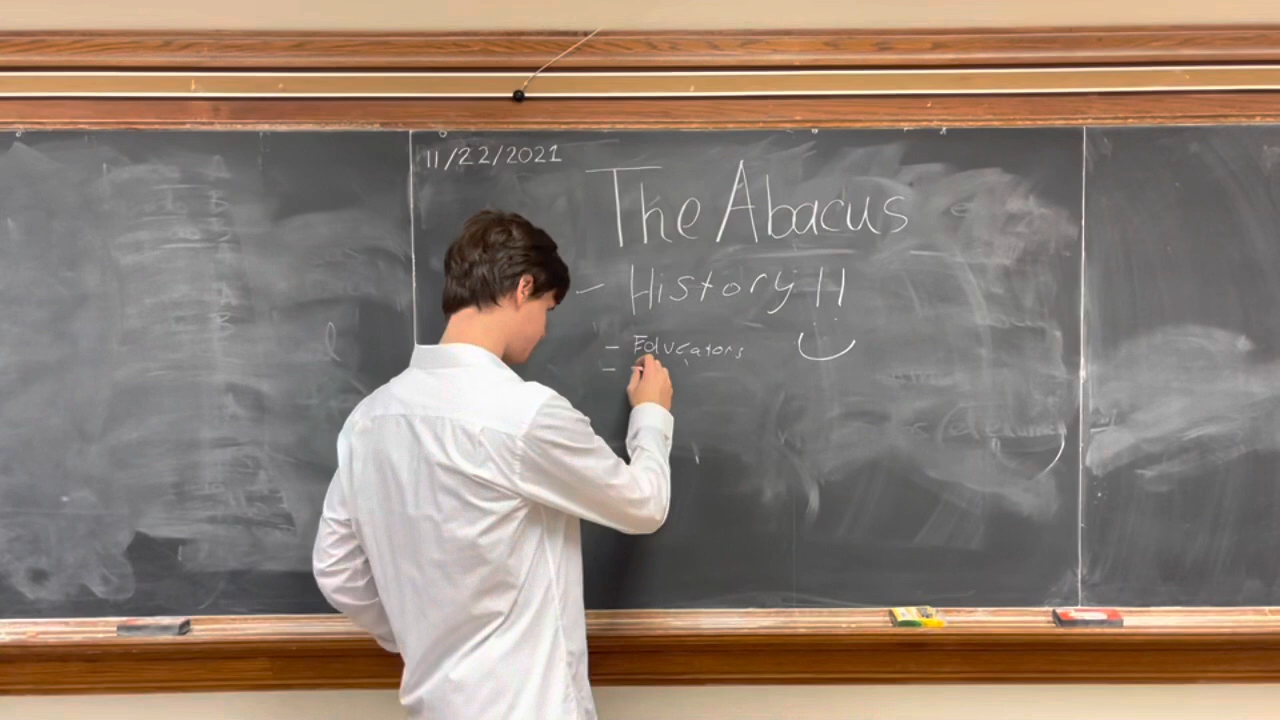 11/22/2021
The Abacus
- History!!
- Educators
-